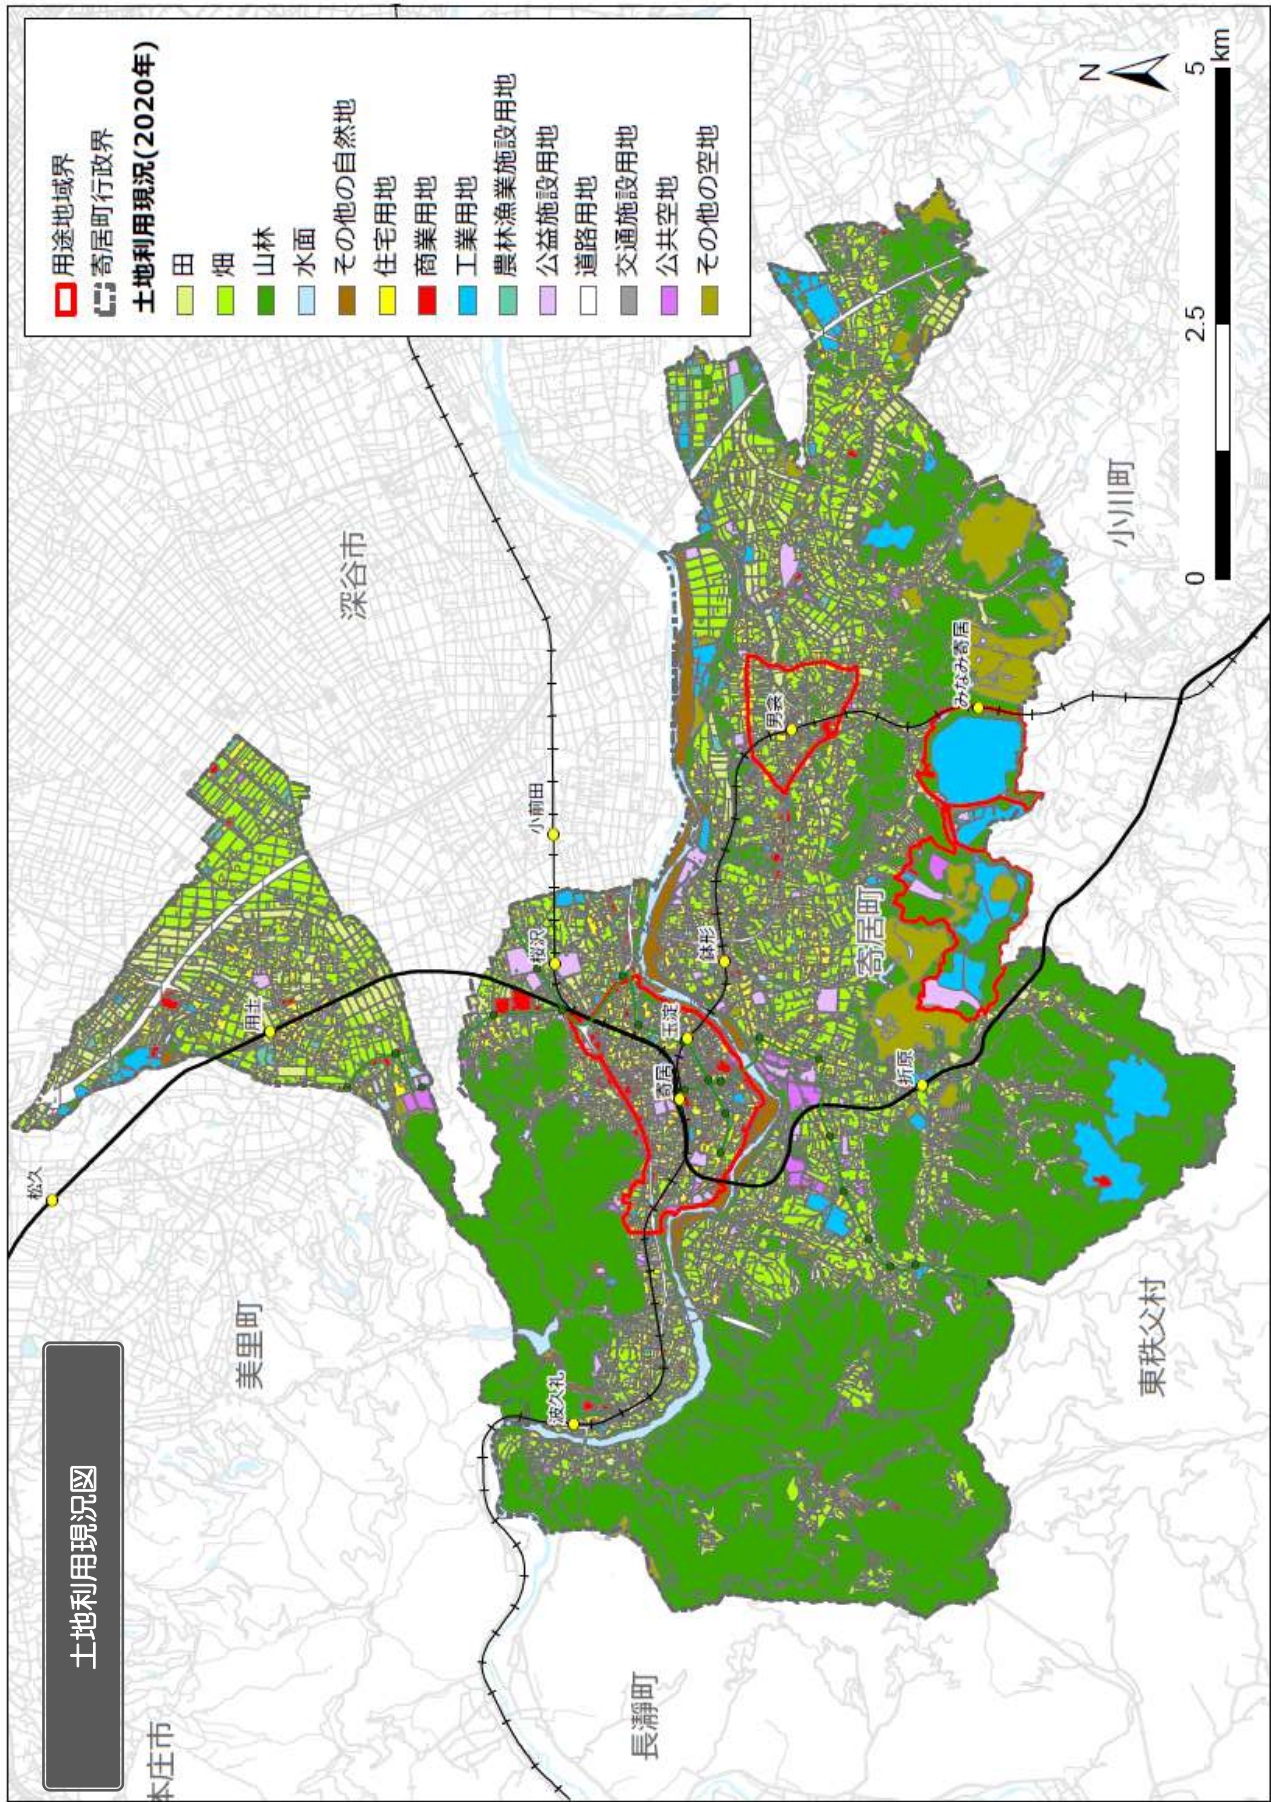 土地利用現況図
用途地域界
寄居町行政界
土地利用現況(2020年)
田
畑
山林
水面
その他の自然地
住宅用地
商業用地
工業用地
農林漁業施設用地
公益施設用地
道路用地
交通施設用地
公共空地
その他の空地
本庄市
美里町
深谷市
長瀞町
東秩父村
小川町
寄居町
松久
用土
小前田
桜沢
波久礼
寄居
玉淀
鉢形
男衾
折原
みなみ寄居
N
0
2.5
5
km